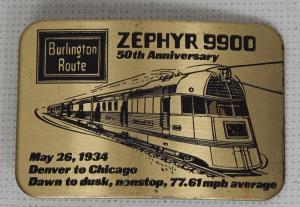 Burlington
Route
ZEPHYR 9900
50th Anniversary
May 26, 1934
Denver to Chicago
Dawn to dusk, nonstop, 77.61 mph average